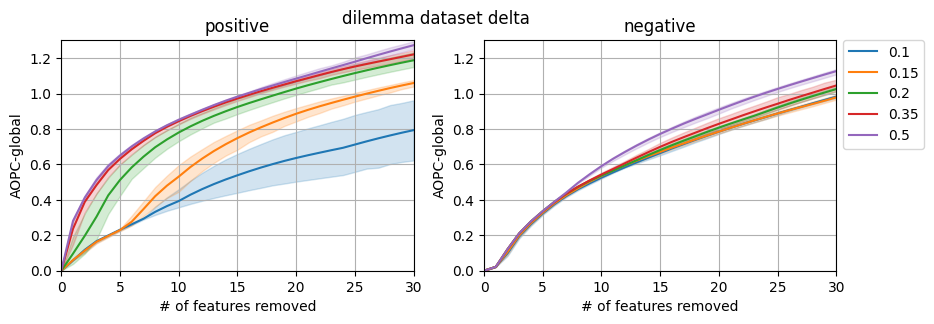 dilemma dataset delta
positive
negative
AOPC-global
1.2
1.0
0.8
0.6
0.4
0.2
0.0
0 5 10 15 20 25 30
# of features removed
AOPC-global
1.2
1.0
0.8
0.6
0.4
0.2
0.0
0 5 10 15 20 25 30
# of features removed
0.1
0.15
0.2
0.35
0.5